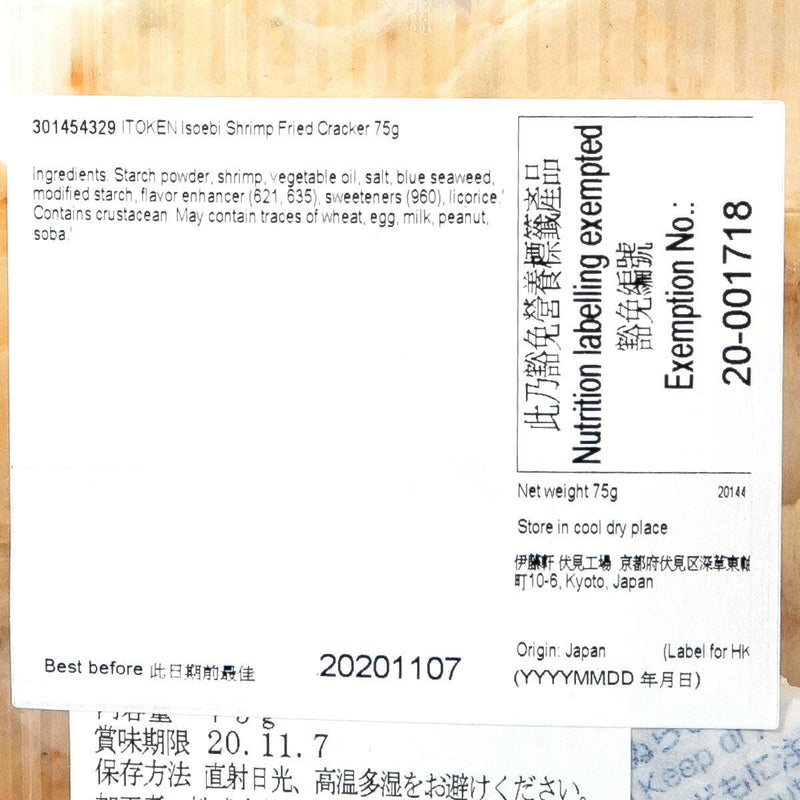 301454329 ITOKEN Isoebi Shrimp Fried Cracker 75g
Ingredients. Starch powder, shrimp, vegetable oil, salt, blue seaweed,
modified starch, flavor enhancer (621, 635), sweeteners (960), licorice.'
Contains crustacean May contain traces of wheat, egg, milk, peanut,
soba.'
此乃豁免營養標籤產品
Nutrition labelling exempted
豁免編號
Exemption No.:
20-001718
Net weight 75g 20144
Store in cool dry place
伊藤軒 伏見工場 京都府伏見区深草東軸
町10-6, Kyoto, Japan
Origin: Japan (Label for HK
Best before 此日期前最佳 20201107 (YYYYMMDD 年月日)
内容量 75g
賞味期限 20.11.7
保存方法 直射日光、高温多湿をお避けください。
Keep dry